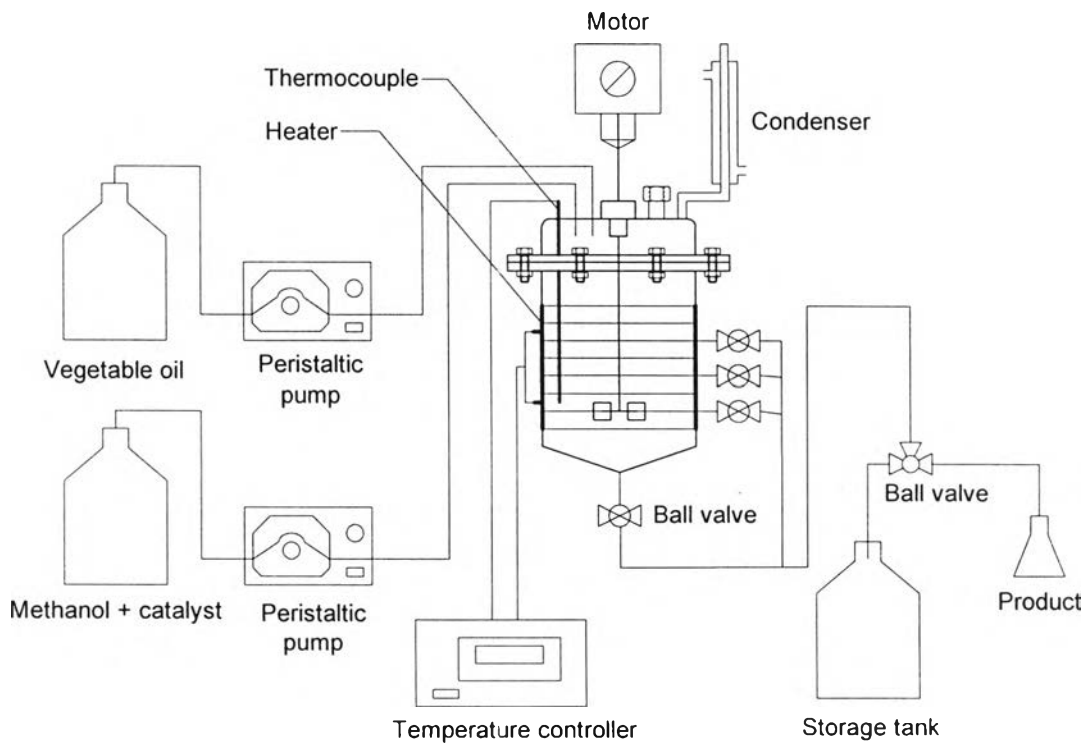 Motor
Thermocouple
Heater
Condenser
Vegetable oil
Peristaltic
pump
Ball valve
Ball valve
Methanol + catalyst
Peristaltic
pump
Product
Temperature controller
Storage tank